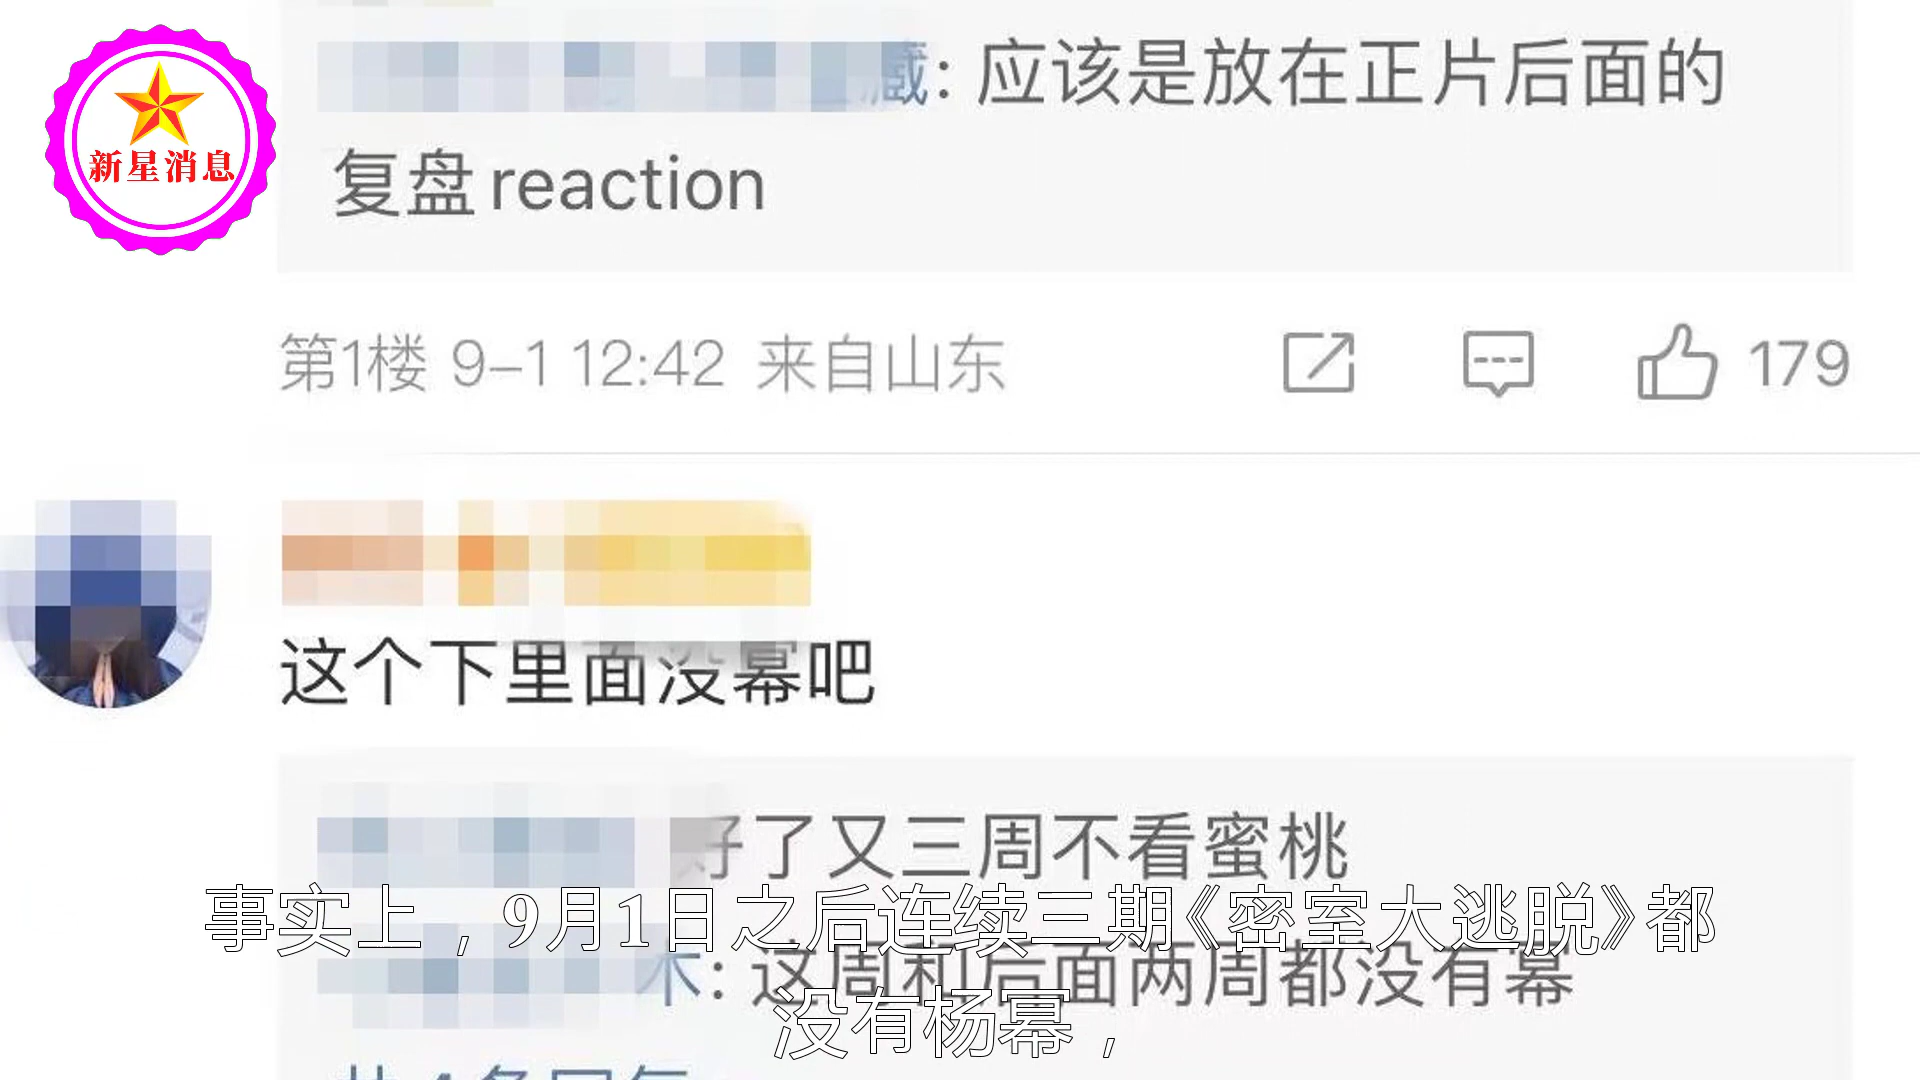 新星消息
: 应该是放在正片后面的
复盘reaction
第1楼 9-1 12:42 来自山东
179
这个下里面没幂吧
好了又三周不看蜜桃
木: 这周和后面两周都没有幂
事实上，9月1日之后连续三期《密室大逃脱》都
没有杨幂，